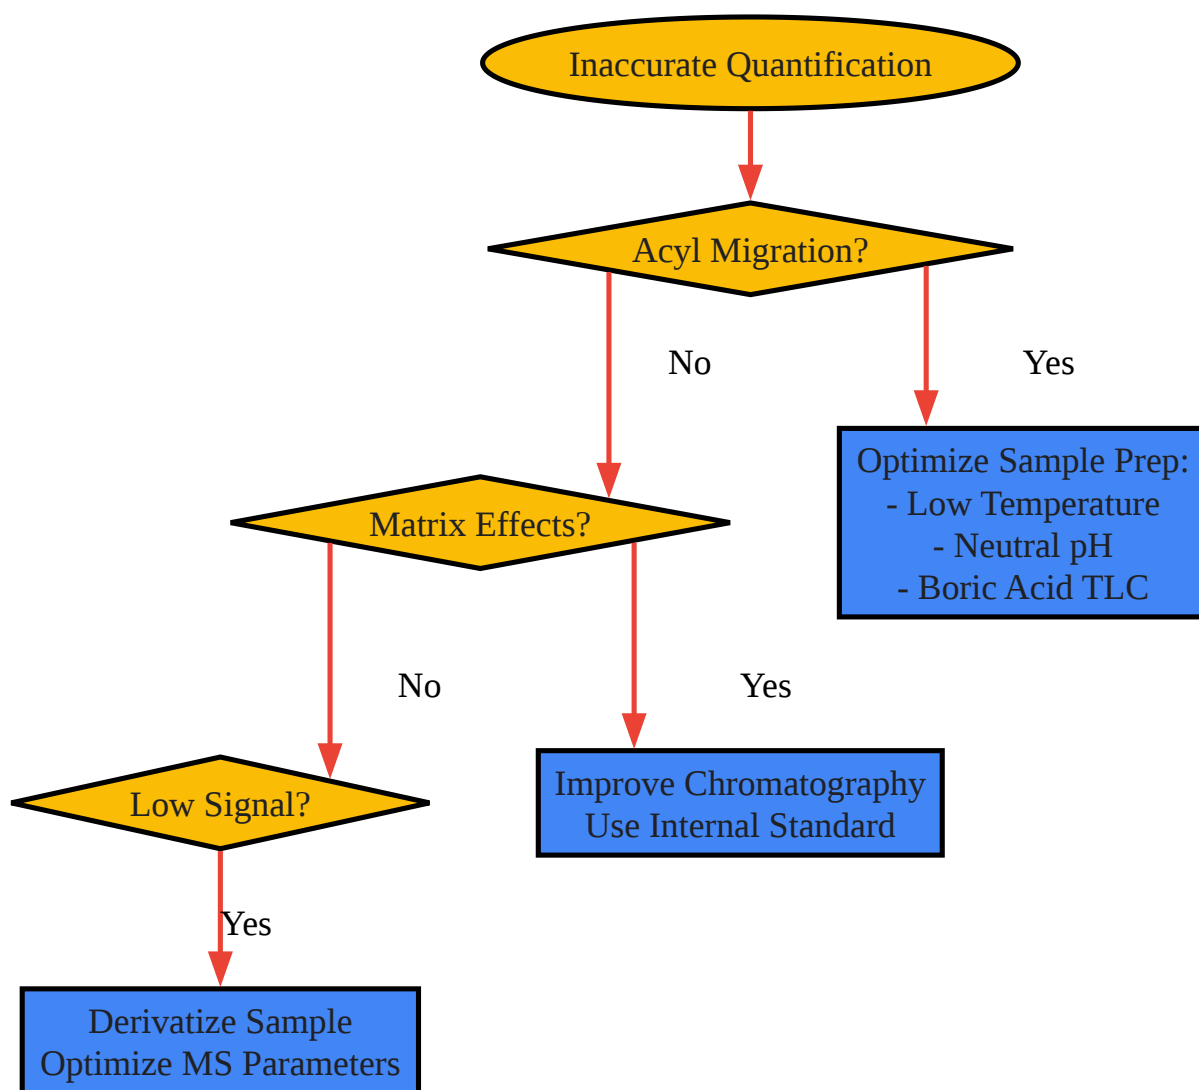 Inaccurate Quantification
Acyl Migration?
No
Yes
Optimize Sample Prep:
- Low Temperature
- Neutral pH
- Boric Acid TLC
Matrix Effects?
No
Yes
Improve Chromatography
Use Internal Standard
Low Signal?
Yes
Derivatize Sample
Optimize MS Parameters